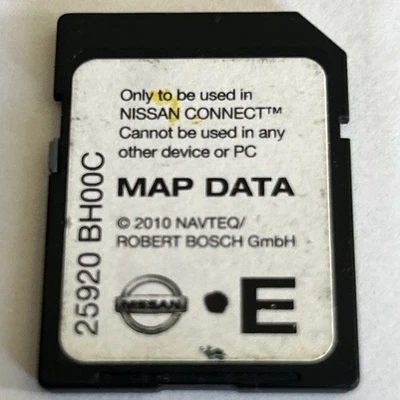 Only to be used in
NISSAN CONNECT™
Cannot be used in any
other device or PC
MAP DATA
© 2010 NAVTEQ/
ROBERT BOSCH GmbH
NISSAN
E
25920 BH00C